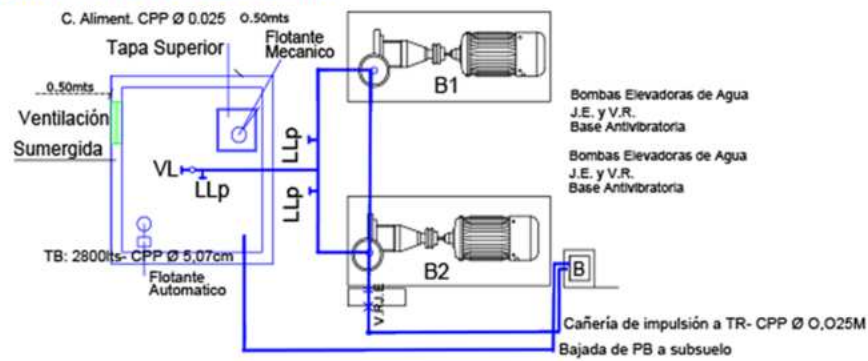 C. Aliment. CPP Ø 0.025
0.50mts
Tapa Superior
Flotante
Mecanico
0.50mts
Ventilación
Sumergida
VL
LLp
LLp
LLp
B1
B2
Bombas Elevadoras de Agua
J.E. y V.R.
Base Antivibratoria
Bombas Elevadoras de Agua
J.E. y V.R.
Base Antivibratoria
TB: 2800lts- CPP Ø 5,07cm
Flotante
Automatico
V.R
J.E
B
Cañería de impulsión a TR- CPP Ø O,O25M
Bajada de PB a subsuelo